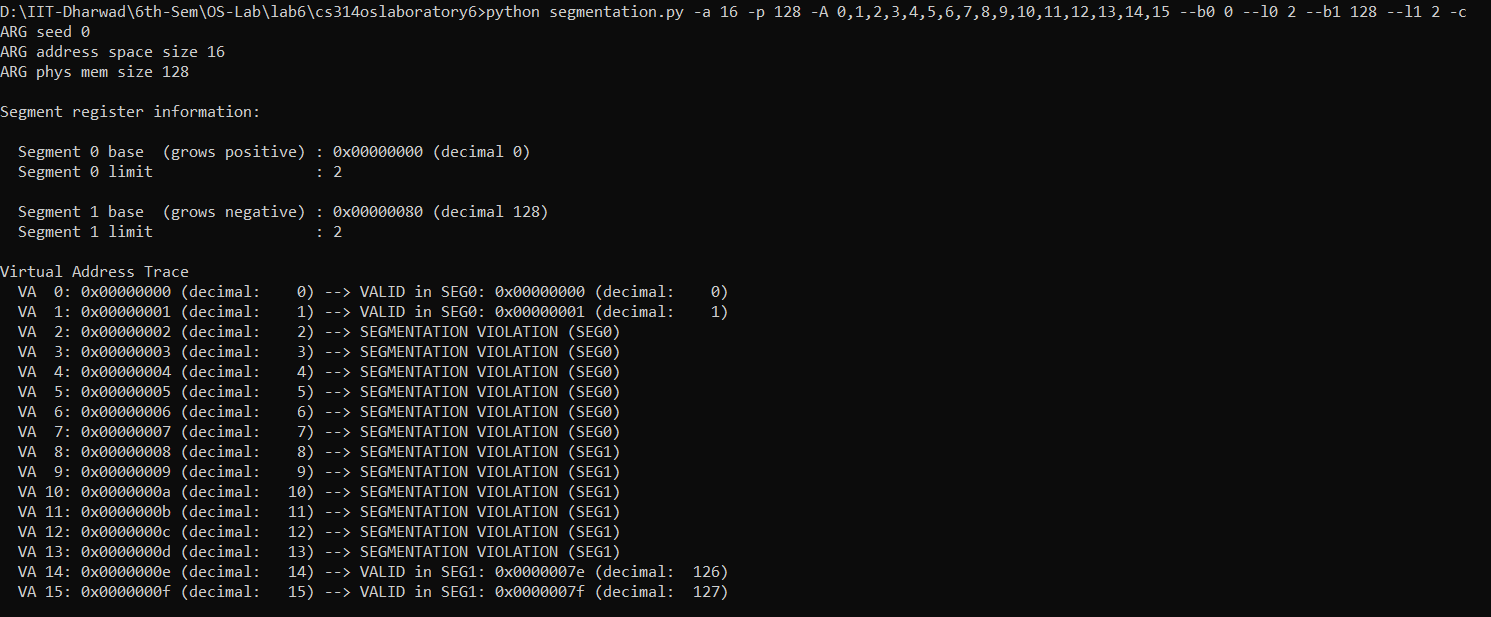 D:\IIT-Dharwad\6th-Sem\OS-Lab\lab6\cs314oslaboratory6>python segmentation.py -a 16 -p 128 -A 0,1,2,3,4,5,6,7,8,9,10,11,12,13,14,15 --b0 0 --l0 2 --b1 128 --l1 2 -c
ARG seed 0
ARG address space size 16
ARG phys mem size 128

Segment register information:

  Segment 0 base  (grows positive) : 0x00000000 (decimal 0)
  Segment 0 limit                  : 2

  Segment 1 base  (grows negative) : 0x00000080 (decimal 128)
  Segment 1 limit                  : 2

Virtual Address Trace
  VA  0: 0x00000000 (decimal:    0) --> VALID in SEG0: 0x00000000 (decimal:    0)
  VA  1: 0x00000001 (decimal:    1) --> VALID in SEG0: 0x00000001 (decimal:    1)
  VA  2: 0x00000002 (decimal:    2) --> SEGMENTATION VIOLATION (SEG0)
  VA  3: 0x00000003 (decimal:    3) --> SEGMENTATION VIOLATION (SEG0)
  VA  4: 0x00000004 (decimal:    4) --> SEGMENTATION VIOLATION (SEG0)
  VA  5: 0x00000005 (decimal:    5) --> SEGMENTATION VIOLATION (SEG0)
  VA  6: 0x00000006 (decimal:    6) --> SEGMENTATION VIOLATION (SEG0)
  VA  7: 0x00000007 (decimal:    7) --> SEGMENTATION VIOLATION (SEG0)
  VA  8: 0x00000008 (decimal:    8) --> SEGMENTATION VIOLATION (SEG1)
  VA  9: 0x00000009 (decimal:    9) --> SEGMENTATION VIOLATION (SEG1)
  VA 10: 0x0000000a (decimal:   10) --> SEGMENTATION VIOLATION (SEG1)
  VA 11: 0x0000000b (decimal:   11) --> SEGMENTATION VIOLATION (SEG1)
  VA 12: 0x0000000c (decimal:   12) --> SEGMENTATION VIOLATION (SEG1)
  VA 13: 0x0000000d (decimal:   13) --> SEGMENTATION VIOLATION (SEG1)
  VA 14: 0x0000000e (decimal:   14) --> VALID in SEG1: 0x0000007e (decimal:  126)
  VA 15: 0x0000000f (decimal:   15) --> VALID in SEG1: 0x0000007f (decimal:  127)